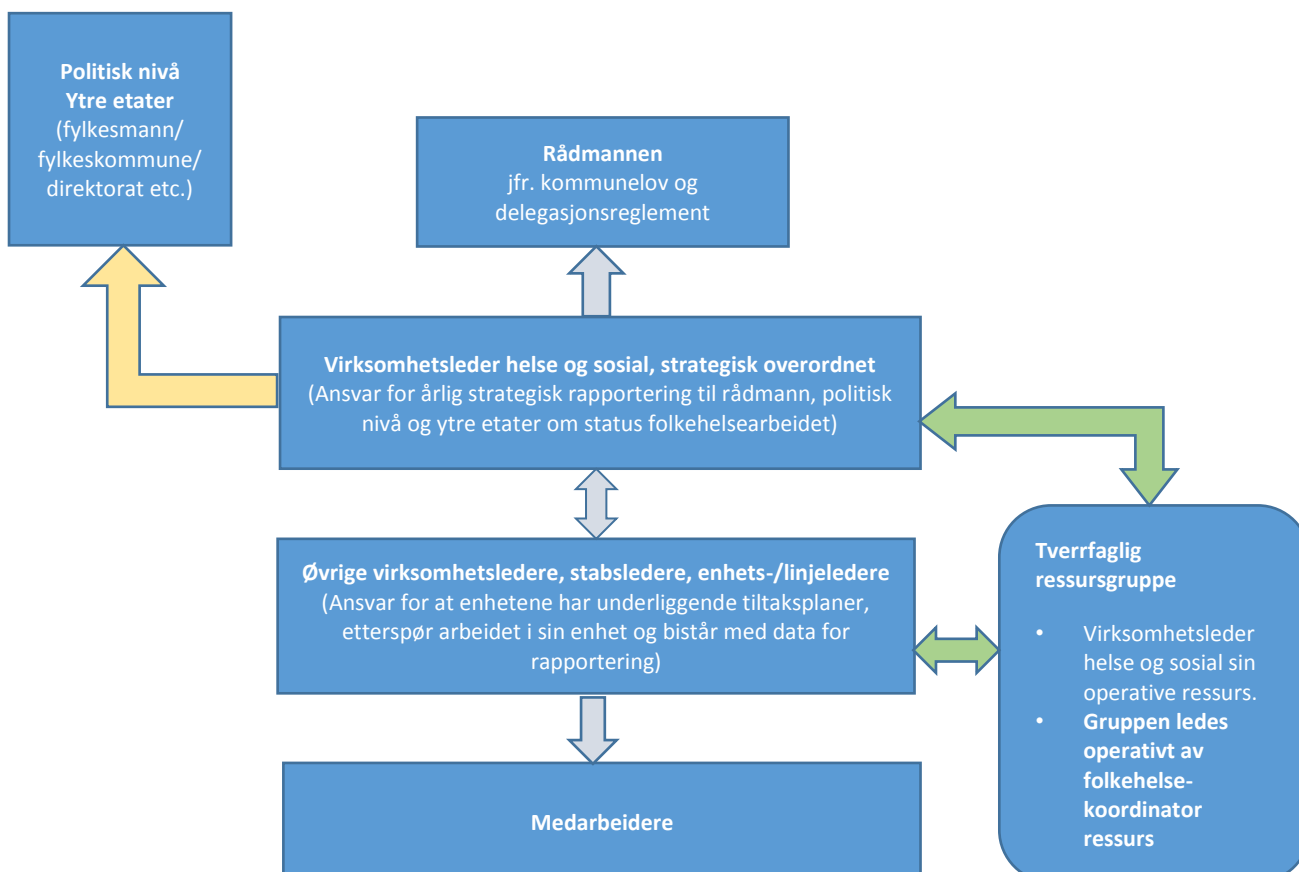 Politisk nivå
Ytre etater
(fylkesmann/
fylkeskommune/
direktorat etc.)
Rådmannen
jfr. kommunelov og
delegasjonsreglement
Virksomhetsleder helse og sosial, strategisk overordnet
(Ansvar for årlig strategisk rapportering til rådmann, politisk
nivå og ytre etater om status folkehelsearbeidet)
Øvrige virksomhetsledere, stabsledere, enhets-/linjeledere
(Ansvar for at enhetene har underliggende tiltaksplaner,
etterspør arbeidet i sin enhet og bistår med data for
rapportering)
Tverrfaglig
ressursgruppe
• Virksomhetsleder
helse og sosial sin
operative ressurs.
• Gruppen ledes
operativt av
folkehelse-
koordinator
ressurs
Medarbeidere